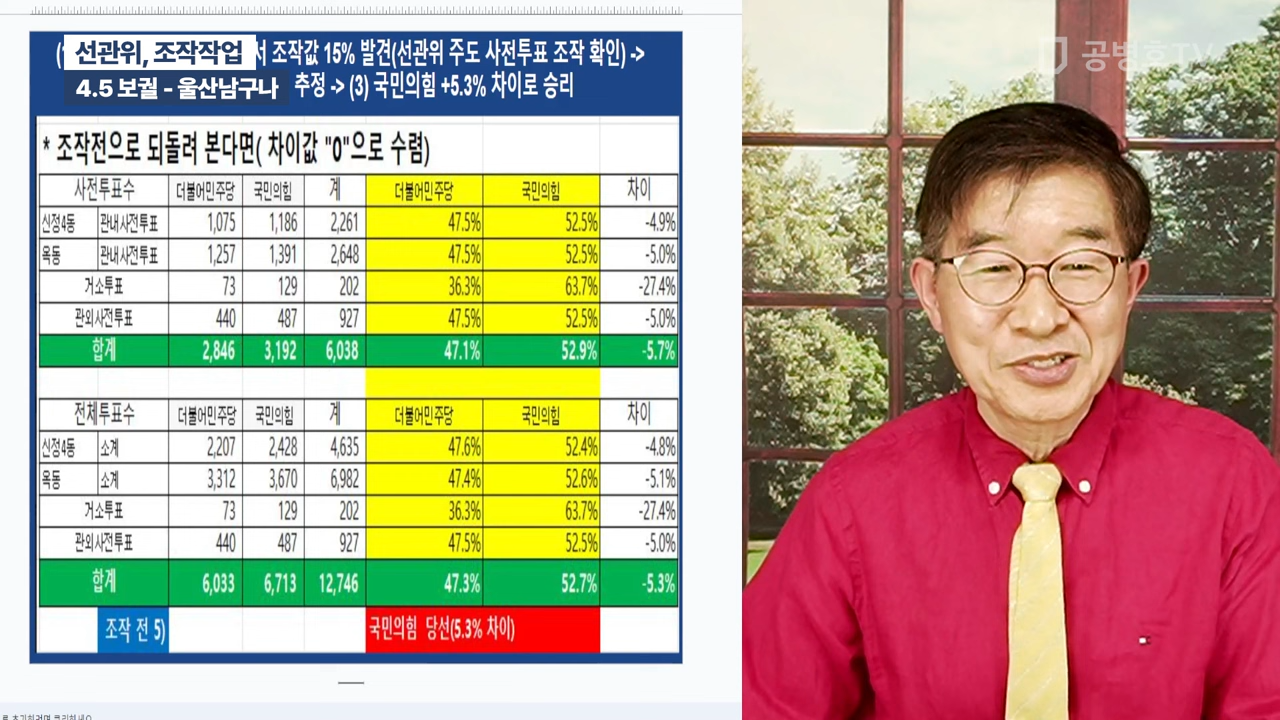 선관위, 조작작업 서 조작값 15% 발견(선관위 주도 사전투표 조작 확인) ->
4.5 보궐 - 울산남구나 추정 -> (3) 국민의힘 +5.3% 차이로 승리
공병호TV
* 조작전으로 되돌려 본다면( 차이값 "0"으로 수렴)
사전투표수 더불어민주당 국민의힘 계 더불어민주당 국민의힘 차이
신정4동 관내사전투표 1,075 1,186 2,261 47.5% 52.5% -4.9%
옥동 관내사전투표 1,257 1,391 2,648 47.5% 52.5% -5.0%
거소투표 73 129 202 36.3% 63.7% -27.4%
관외사전투표 440 487 927 47.5% 52.5% -5.0%
합계 2,846 3,192 6,038 47.1% 52.9% -5.7%
전체투표수 더불어민주당 국민의힘 계 더불어민주당 국민의힘 차이
신정4동 소계 2,207 2,428 4,635 47.6% 52.4% -4.8%
옥동 소계 3,312 3,670 6,982 47.4% 52.6% -5.1%
거소투표 73 129 202 36.3% 63.7% -27.4%
관외사전투표 440 487 927 47.5% 52.5% -5.0%
합계 6,033 6,713 12,746 47.3% 52.7% -5.3%
조작 전 5) 국민의힘 당선(5.3% 차이)